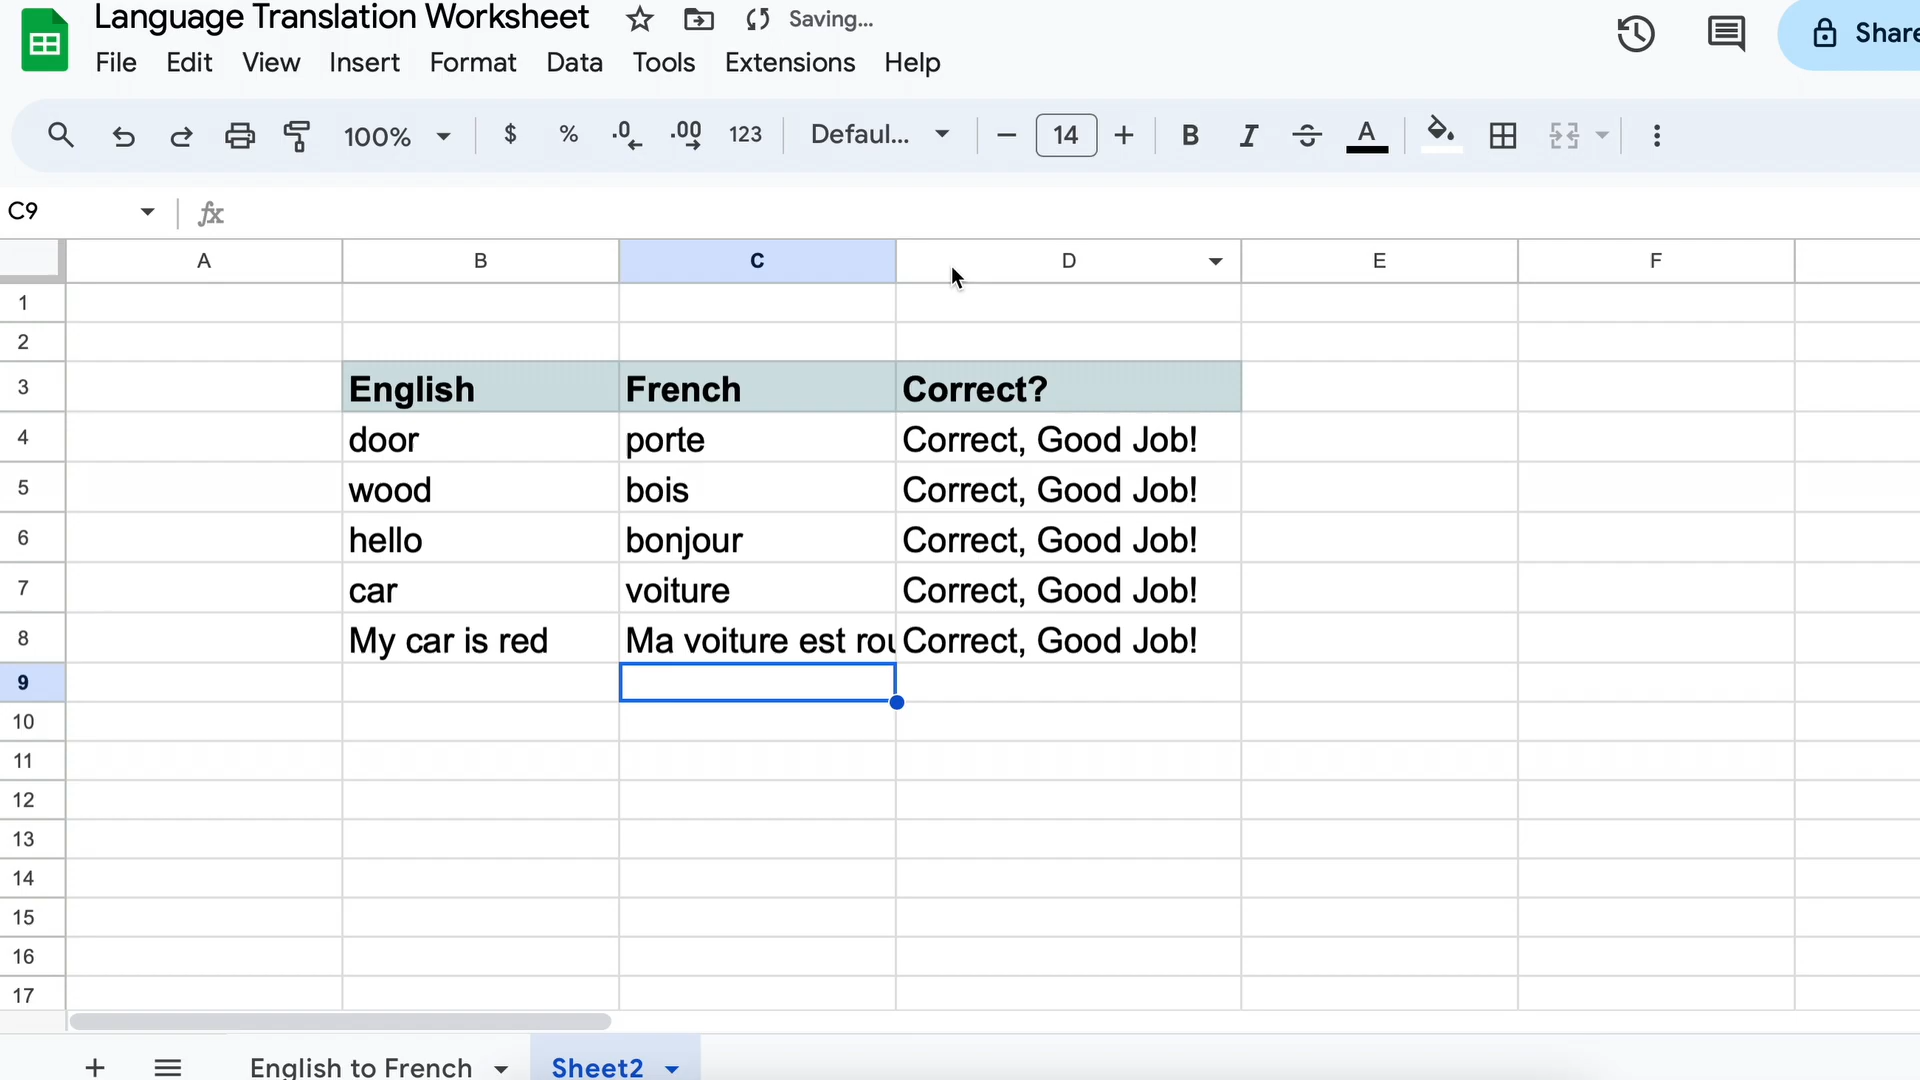 Language Translation Worksheet Saving...
File Edit View Insert Format Data Tools Extensions Help
Share
100% $ % .0 .00 123 Defaul... 14 B I S A
C9 fx
A B C D E F
1
2
3 English French Correct?
4 door porte Correct, Good Job!
5 wood bois Correct, Good Job!
6 hello bonjour Correct, Good Job!
7 car voiture Correct, Good Job!
8 My car is red Ma voiture est rou Correct, Good Job!
9
10
11
12
13
14
15
16
17
+ English to French Sheet2